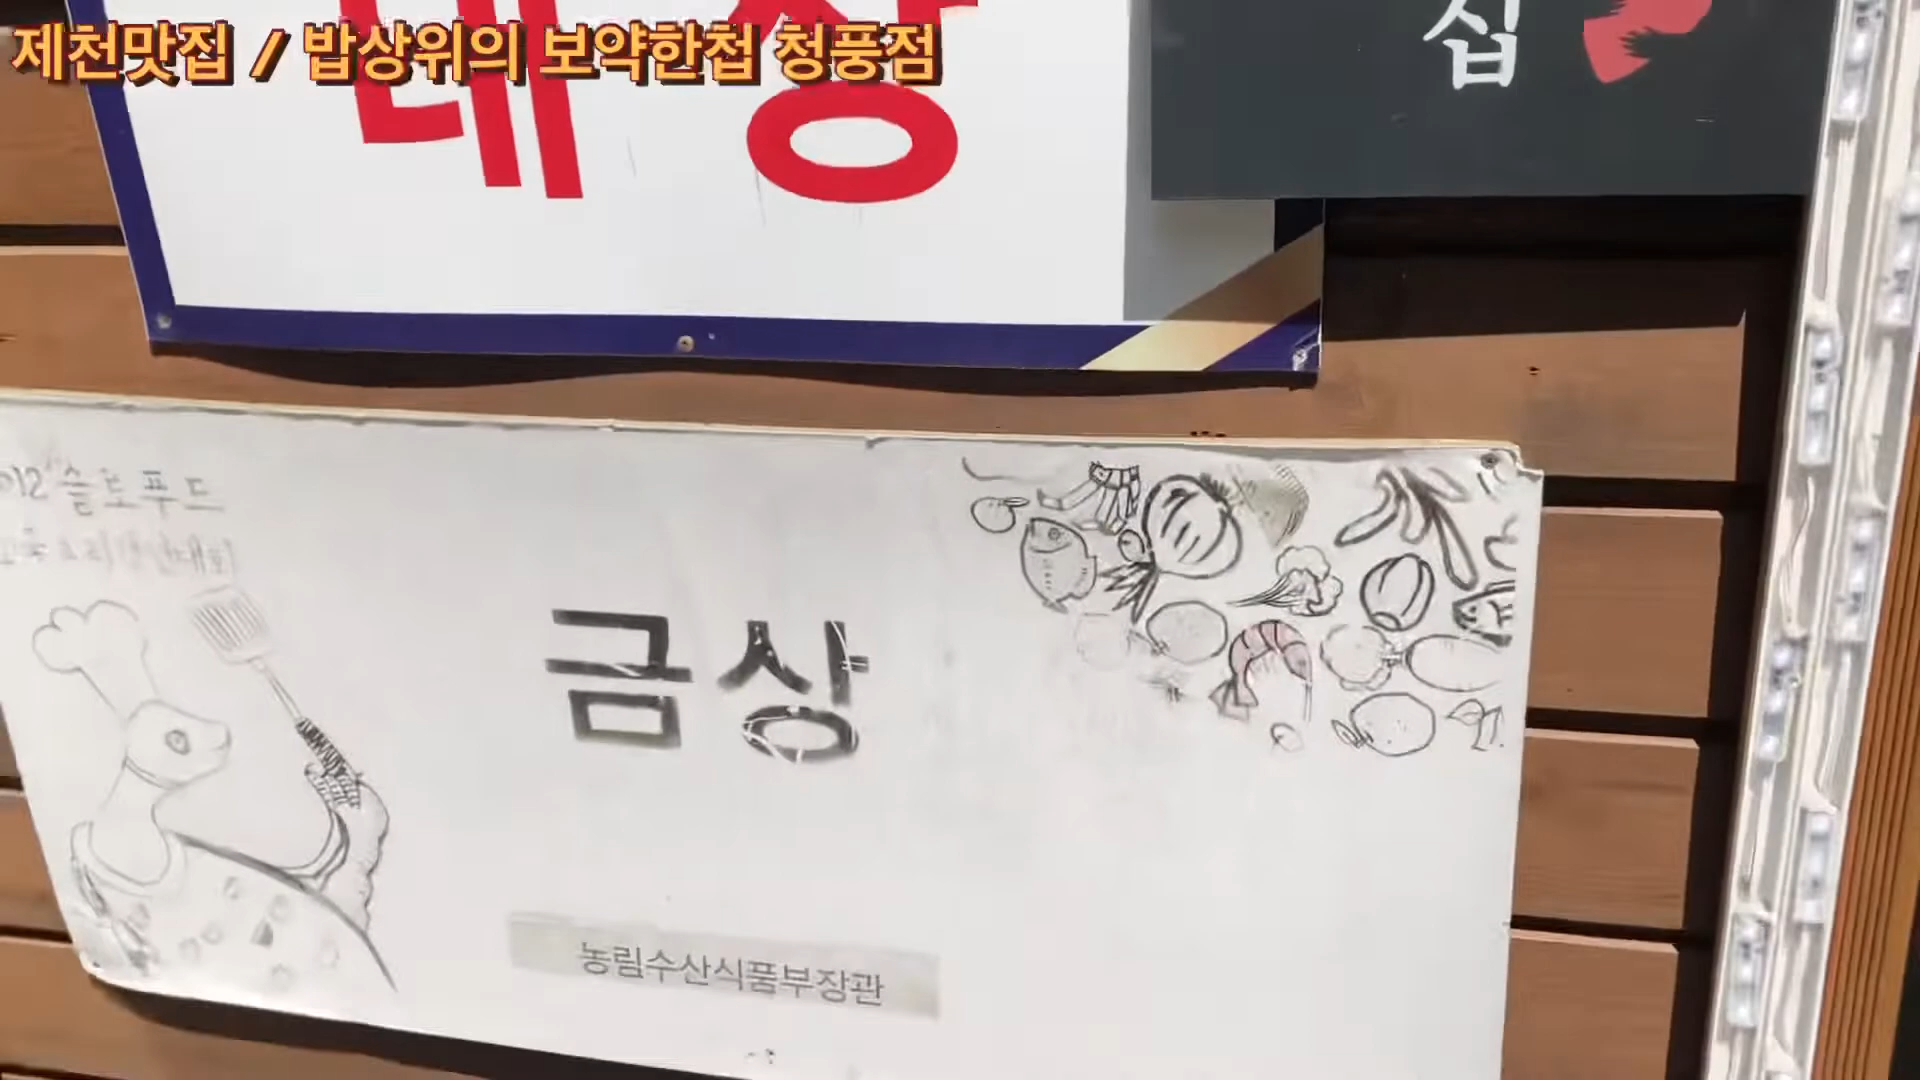 제천맛집 / 밥상위의 보약한첩 청풍점
대상
십
2012 슬로푸드
금상
농림수산식품부장관